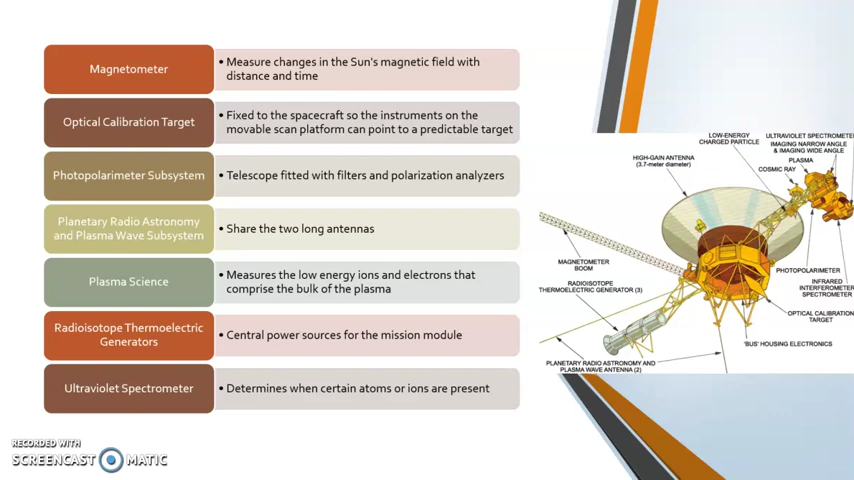 Magnetometer
• Measure changes in the Sun's magnetic field with
distance and time
Optical Calibration Target
• Fixed to the spacecraft so the instruments on the
movable scan platform can point to a predictable target
Photopolarimeter Subsystem
• Telescope fitted with filters and polarization analyzers
Planetary Radio Astronomy
and Plasma Wave Subsystem
• Share the two long antennas
Plasma Science
• Measures the low energy ions and electrons that
comprise the bulk of the plasma
Radioisotope Thermoelectric
Generators
• Central power sources for the mission module
Ultraviolet Spectrometer
• Determines when certain atoms or ions are present
LOW-ENERGY
CHARGED PARTICLE
ULTRAVIOLET SPECTROMETER
IMAGING NARROW ANGLE
& IMAGING WIDE ANGLE
PLASMA
COSMIC RAY
HIGH-GAIN ANTENNA
(3.7-meter diameter)
MAGNETOMETER
BOOM
RADIOISOTOPE
THERMOELECTRIC GENERATOR (3)
PHOTOPOLARIMETER
INFRARED
INTERFEROMETER
SPECTROMETER
OPTICAL CALIBRATION
TARGET
'BUS' HOUSING ELECTRONICS
PLANETARY RADIO ASTRONOMY AND
PLASMA WAVE ANTENNA (2)
RECORDED WITH
SCREENCAST MATIC